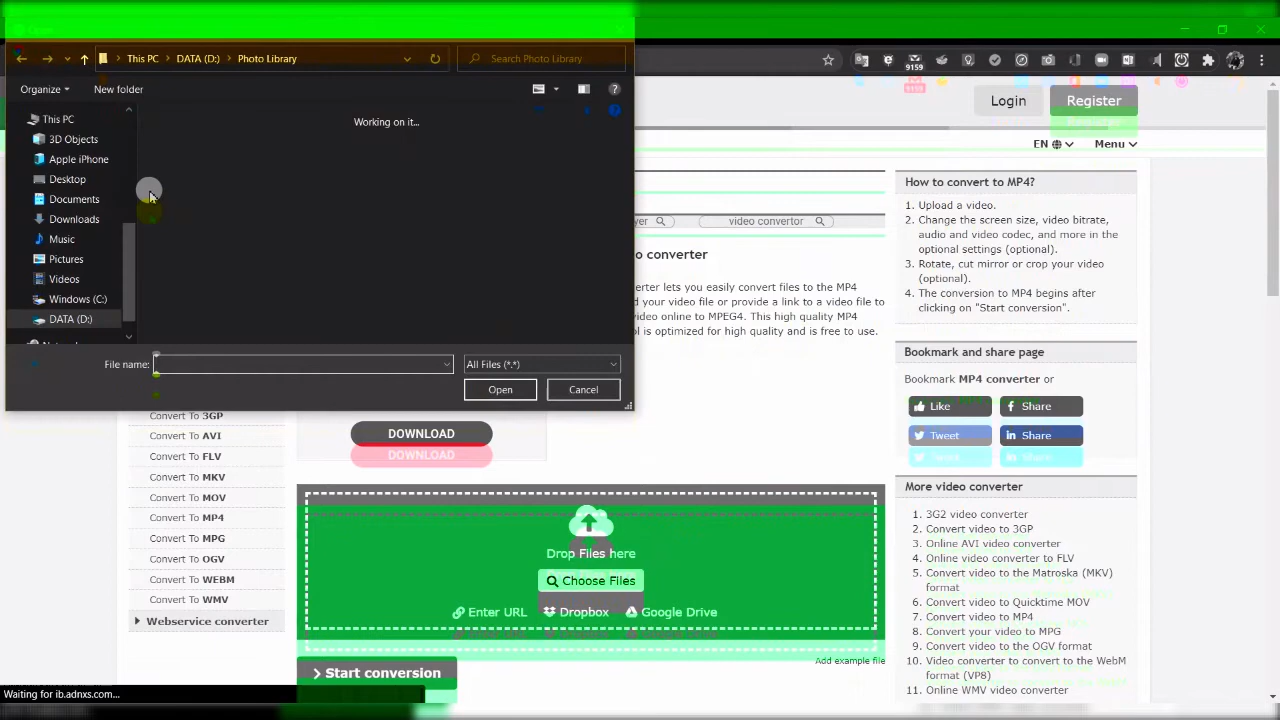 This PC
DATA (D:)
Photo Library
Search Photo Library
9159
9159
Organize
New folder
Working on it...
This PC
3D Objects
Apple iPhone
Desktop
Documents
Downloads
Music
Pictures
Videos
Windows (C:)
DATA (D:)
File name:
All Files (*.*)
Open
Cancel
Login
Register
EN
Menu
video convertor
o converter
erter lets you easily convert files to the MP4
d your video file or provide a link to a video file to
video online to MPEG4. This high quality MP4
ol is optimized for high quality and is free to use.
How to convert to MP4?
1. Upload a video.
2. Change the screen size, video bitrate,
audio and video codec, and more in the
optional settings (optional).
3. Rotate, cut mirror or crop your video
(optional).
4. The conversion to MP4 begins after
clicking on "Start conversion".
Bookmark and share page
Bookmark MP4 converter or
Like
Share
Tweet
Share
More video converter
1. 3G2 video converter
2. Convert video to 3GP
3. Online AVI video converter
4. Online video converter to FLV
5. Convert video to the Matroska (MKV)
format
6. Convert video to Quicktime MOV
7. Convert video to MP4
8. Convert your video to MPG
9. Convert video to the OGV format
10. Video converter to convert to the WebM
format (VP8)
11. Online WMV video converter
Convert To 3GP
Convert To AVI
Convert To FLV
Convert To MKV
Convert To MOV
Convert To MP4
Convert To MPG
Convert To OGV
Convert To WEBM
Convert To WMV
Webservice converter
DOWNLOAD
DOWNLOAD
Drop Files here
Choose Files
Enter URL
Dropbox
Google Drive
Add example file
Start conversion
Waiting for ib.adnxs.com...